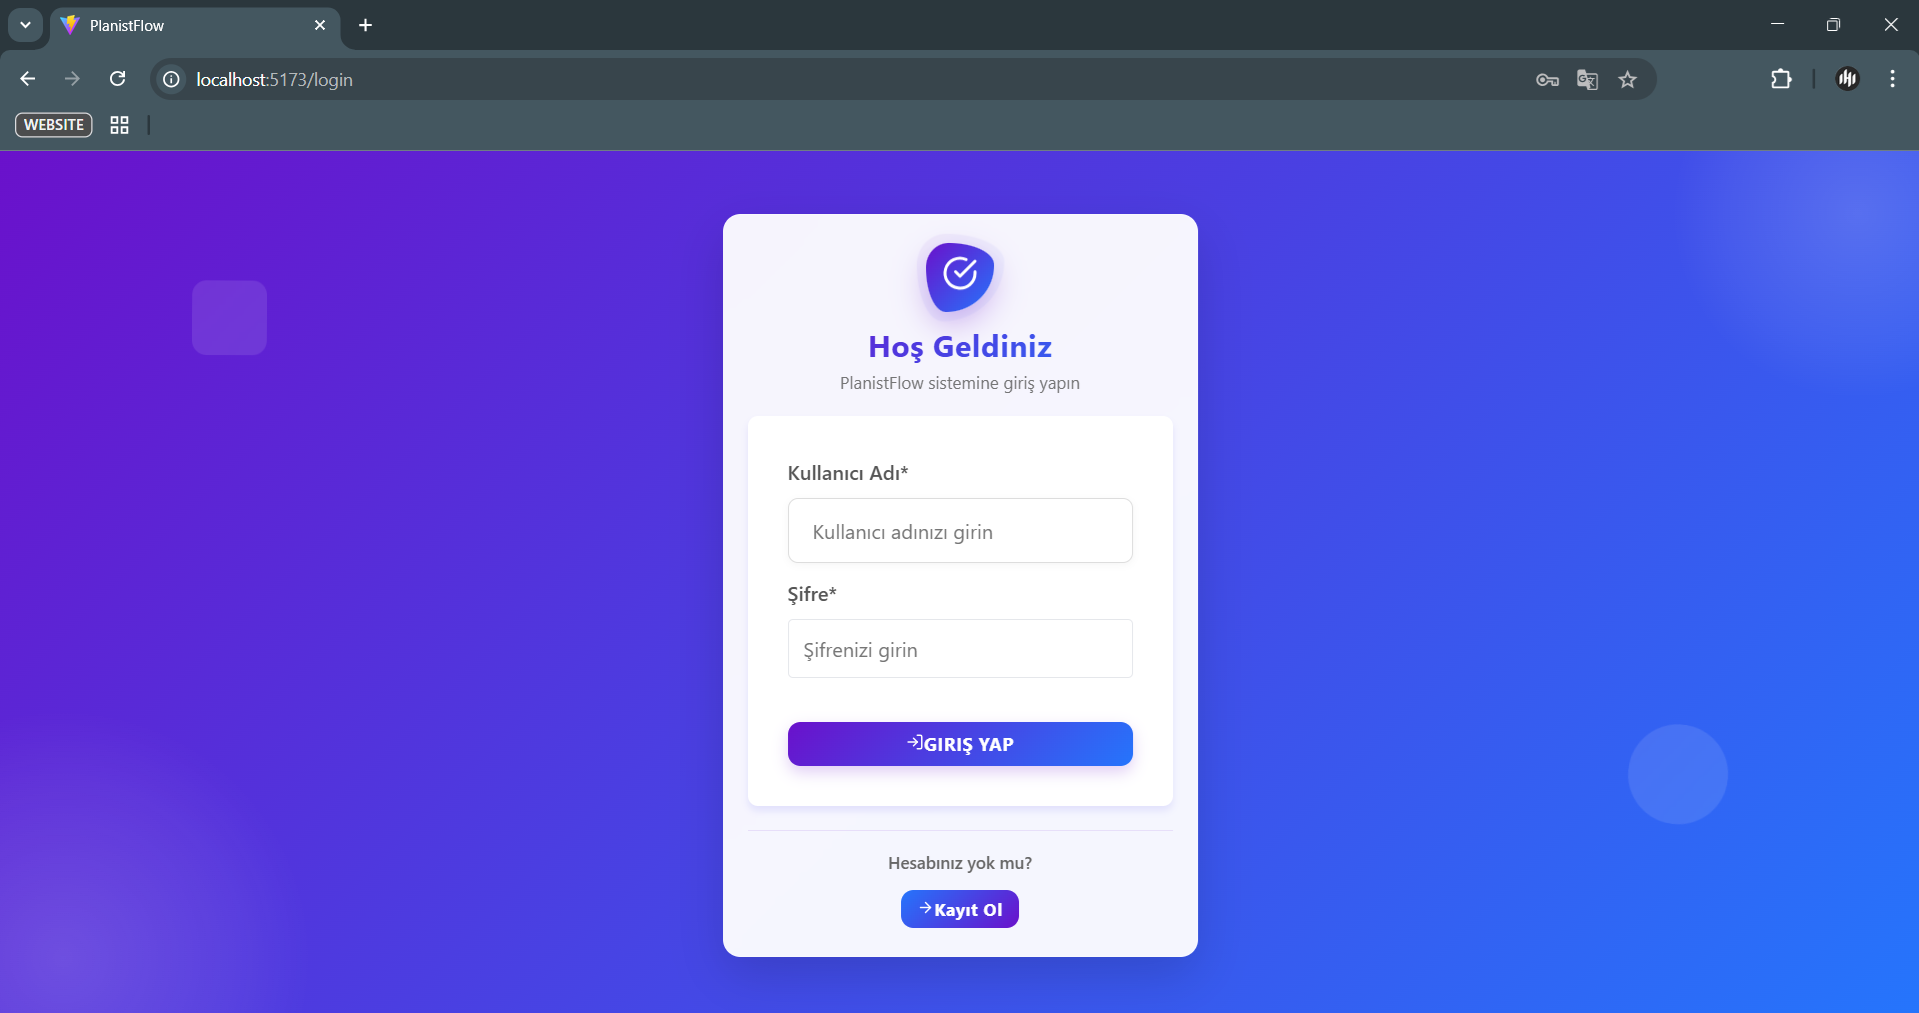 PlanistFlow
localhost:5173/login
WEBSITE
Hoş Geldiniz
PlanistFlow sistemine giriş yapın
Kullanıcı Adı*
Kullanıcı adınızı girin
Şifre*
Şifrenizi girin
GIRIŞ YAP
Hesabınız yok mu?
Kayıt Ol